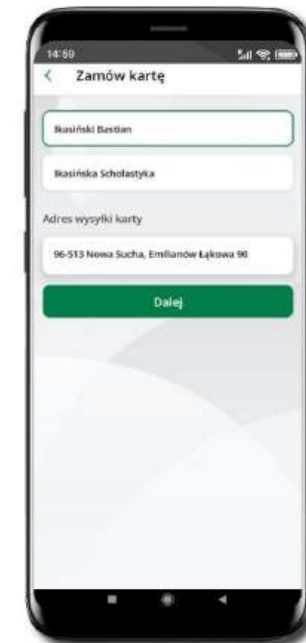 14:59
Zamów kartę
Ikasiński Bastian
Ikasińska Scholastyka
Adres wysyłki karty
96-513 Nowa Sucha, Emilianów Łąkowa 90
Dalej